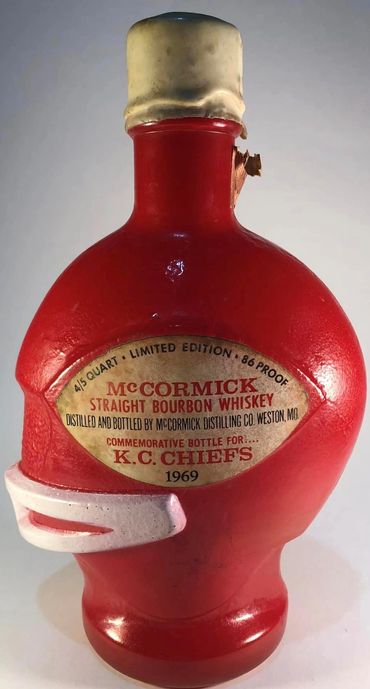 4/5 QUART • LIMITED EDITION • 86 PROOF
McCORMICK
STRAIGHT BOURBON WHISKEY
DISTILLED AND BOTTLED BY McCORMICK DISTILLING CO. WESTON, MO.
COMMEMORATIVE BOTTLE FOR....
K.C. CHIEFS
1969